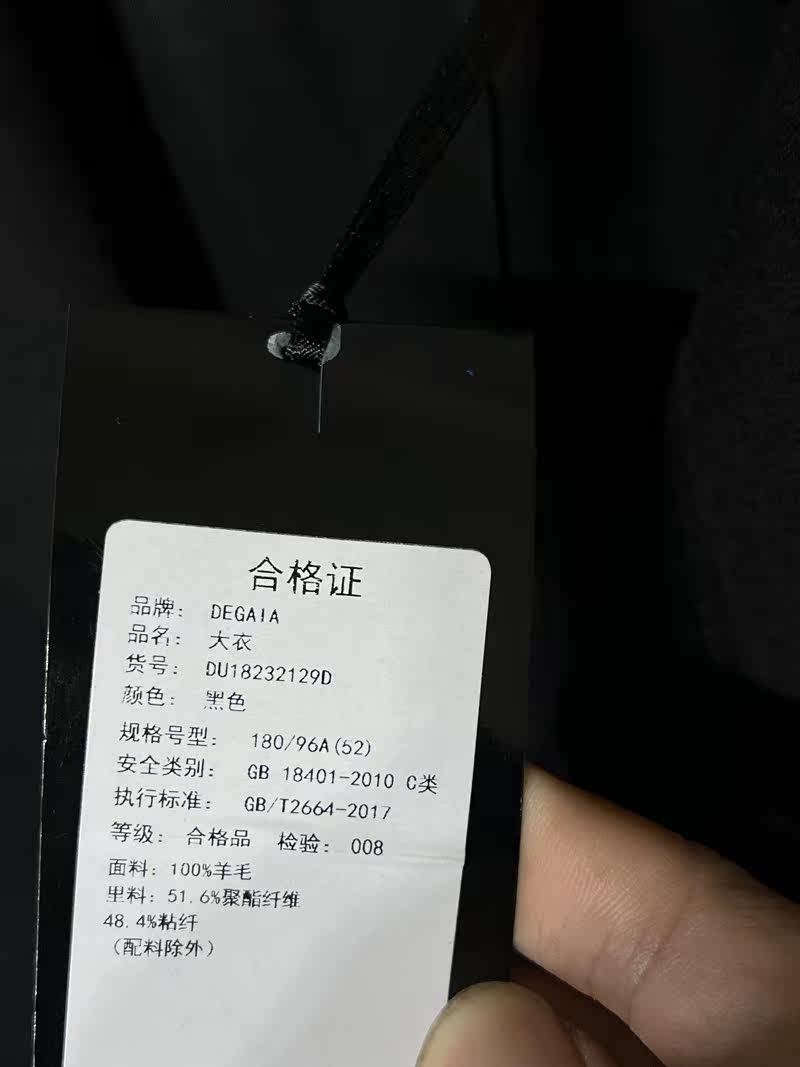 合格证
品牌： DEGAIA
品名： 大衣
货号： DU18232129D
颜色： 黑色
规格号型： 180/96A(52)
安全类别： GB 18401-2010 C类
执行标准： GB/T2664-2017
等级： 合格品 检验： 008
面料：100%羊毛
里料：51.6%聚酯纤维
48.4%粘纤
（配料除外）